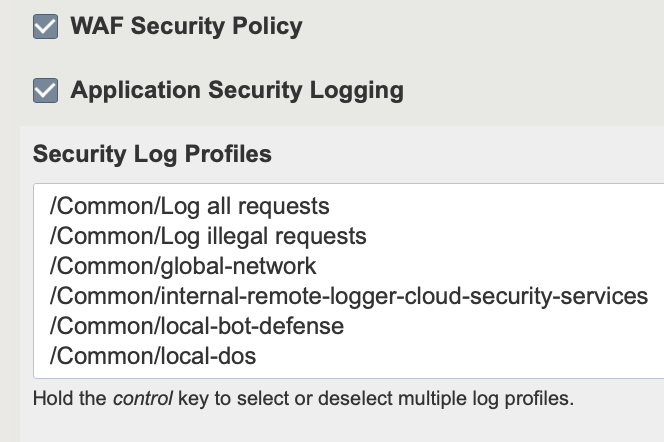 WAF Security Policy
Application Security Logging
Security Log Profiles
/Common/Log all requests
/Common/Log illegal requests
/Common/global-network
/Common/internal-remote-logger-cloud-security-services
/Common/local-bot-defense
/Common/local-dos
Hold the control key to select or deselect multiple log profiles.